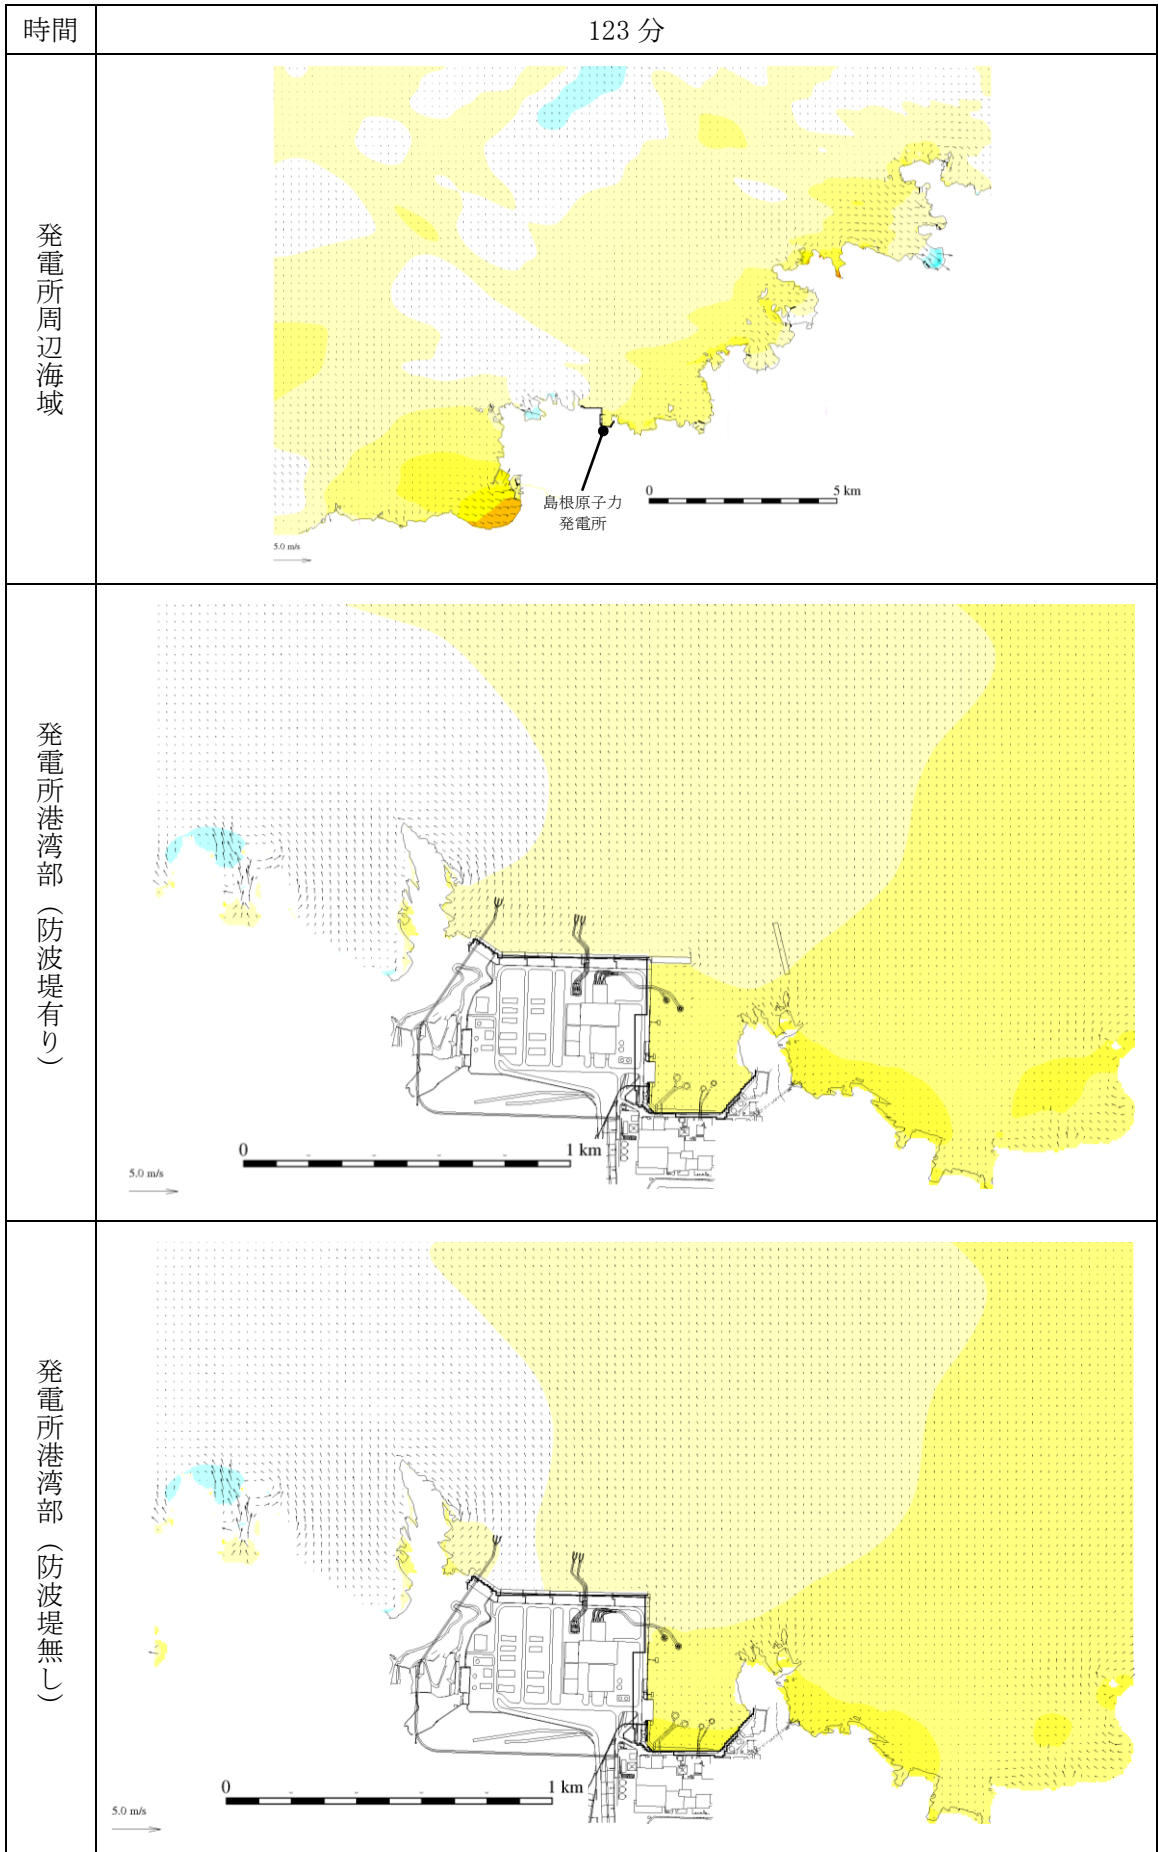 時間
123 分
発電所周辺海域
島根原子力
発電所
0
5 km
5.0 m/s
発電所港湾部（防波堤有り）
0
1 km
5.0 m/s
発電所港湾部（防波堤無し）
0
1 km
5.0 m/s